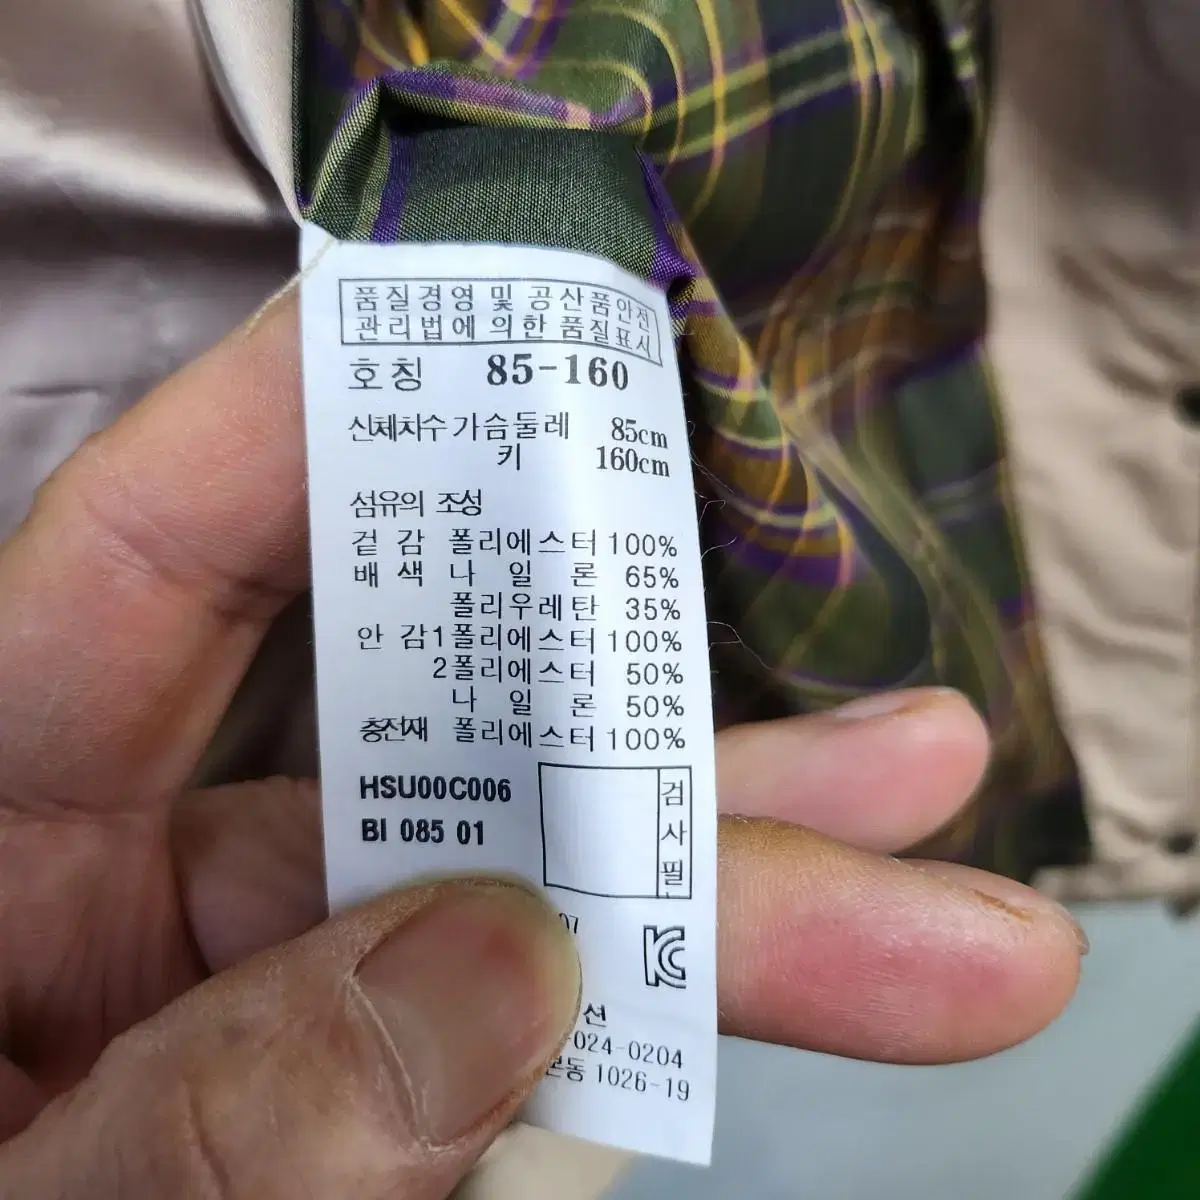 품질경영 및 공산품안전
관리법에 의한 품질표시
호칭 85-160
신체치수 가슴둘레 85cm
키 160cm
섬유의 조성
겉감 폴리에스터 100%
배색 나일론 65%
폴리우레탄 35%
안감1 폴리에스터 100%
2폴리에스터 50%
나일론 50%
충전재 폴리에스터 100%
HSU00C006
BI 085 01
검사필
07
KC
션
-024-0204
본동 1026-19